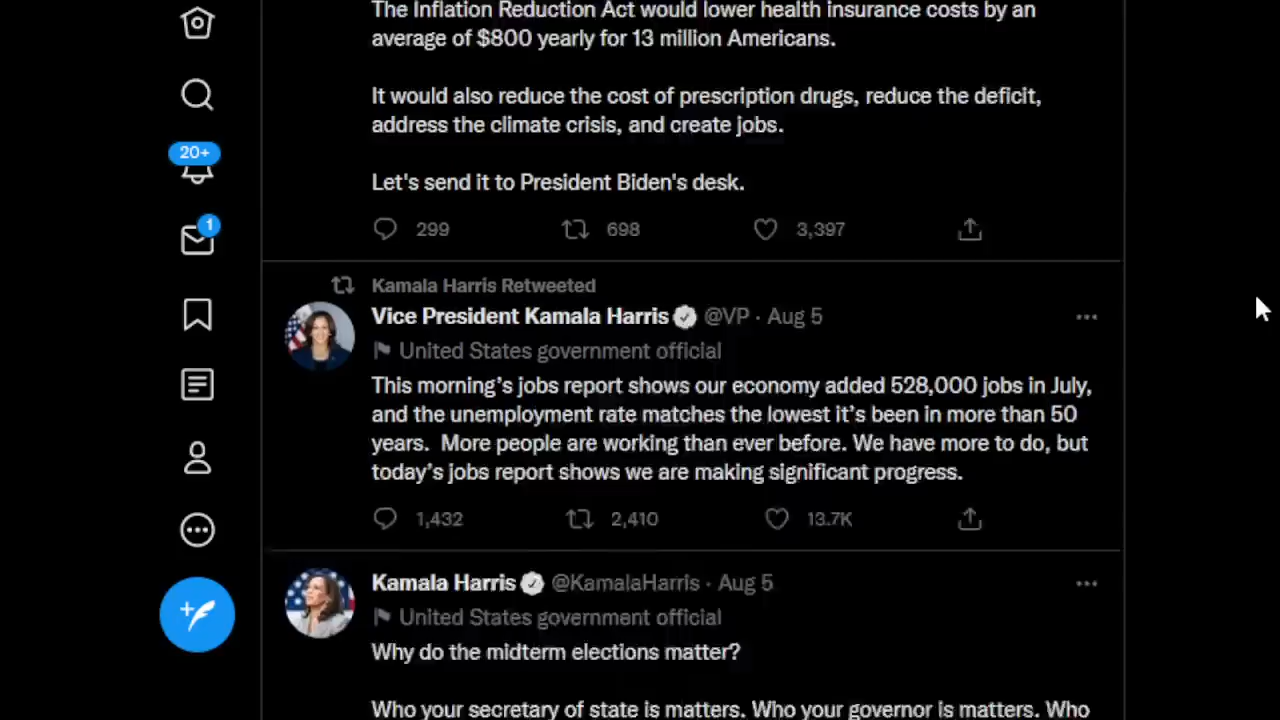 The Inflation Reduction Act would lower health insurance costs by an
average of $800 yearly for 13 million Americans.
It would also reduce the cost of prescription drugs, reduce the deficit,
address the climate crisis, and create jobs.
20+
Let's send it to President Biden's desk.
1
299 698 3,397
Kamala Harris Retweeted
Vice President Kamala Harris @VP · Aug 5
United States government official
This morning’s jobs report shows our economy added 528,000 jobs in July,
and the unemployment rate matches the lowest it’s been in more than 50
years.  More people are working than ever before. We have more to do, but
today’s jobs report shows we are making significant progress.
1,432 2,410 13.7K
Kamala Harris @KamalaHarris · Aug 5
United States government official
Why do the midterm elections matter?
Who your secretary of state is matters. Who your governor is matters. Who